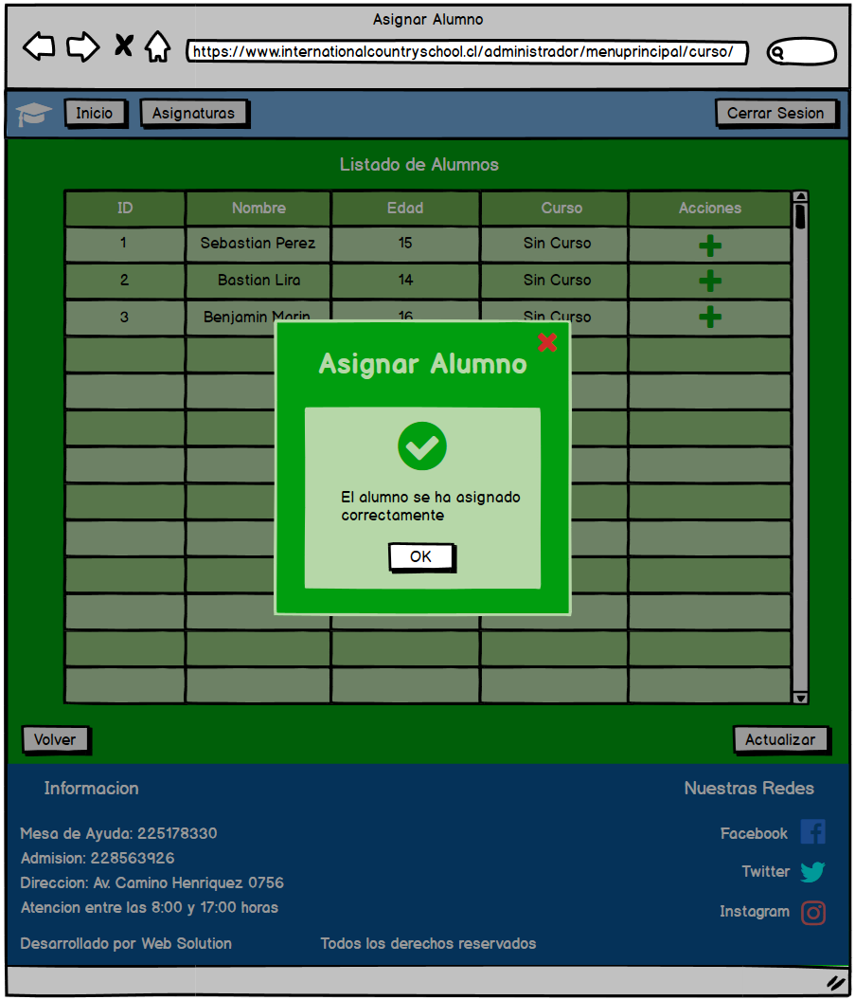 Asignar Alumno
https://www.internationalcountryschool.cl/administrador/menuprincipal/curso/
Inicio Asignaturas Cerrar Sesion
Listado de Alumnos
ID Nombre Edad Curso Acciones
1 Sebastian Perez 15 Sin Curso
2 Bastian Lira 14 Sin Curso
3 Benjamin Marin 16 Sin Curso
Asignar Alumno
El alumno se ha asignado
correctamente
OK
Volver Actualizar
Informacion Nuestras Redes
Mesa de Ayuda: 225178330 Facebook
Admision: 228563926
Direccion: Av. Camino Henriquez 0756 Twitter
Atencion entre las 8:00 y 17:00 horas Instagram
Desarrollado por Web Solution Todos los derechos reservados